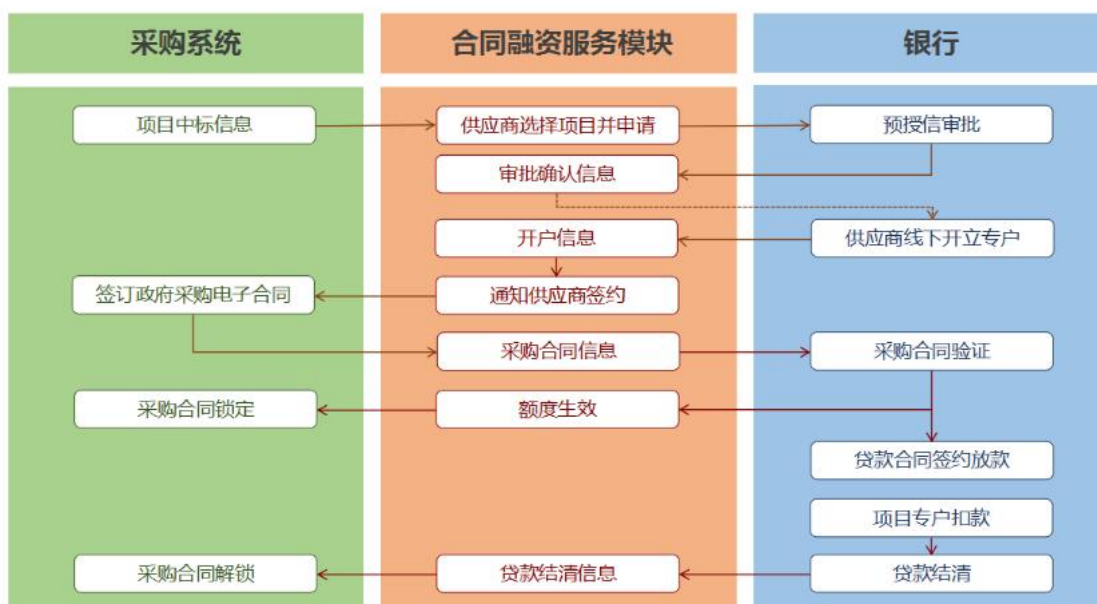 采购系统
合同融资服务模块
银行
项目中标信息
供应商选择项目并申请
预授信审批
审批确认信息
开户信息
供应商线下开立专户
签订政府采购电子合同
通知供应商签约
采购合同信息
采购合同验证
采购合同锁定
额度生效
贷款合同签约放款
项目专户扣款
采购合同解锁
贷款结清信息
贷款结清